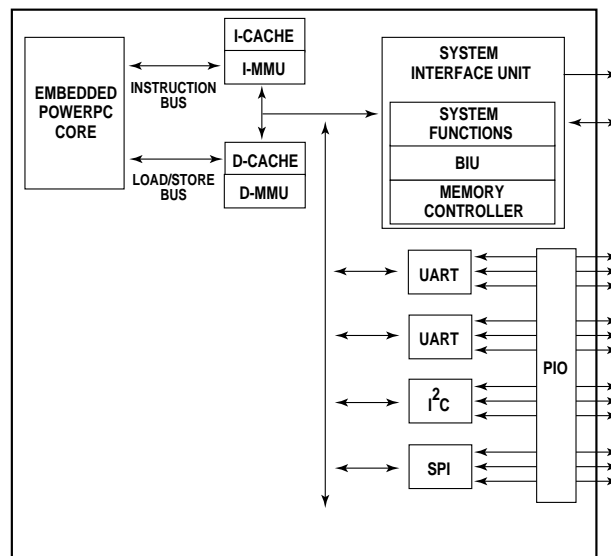 I-CACHE
I-MMU
EMBEDDED
POWERPC
CORE
INSTRUCTION
BUS
D-CACHE
D-MMU
LOAD/STORE
BUS
SYSTEM
INTERFACE UNIT
SYSTEM
FUNCTIONS
BIU
MEMORY
CONTROLLER
UART
UART
I²C
SPI
PIO